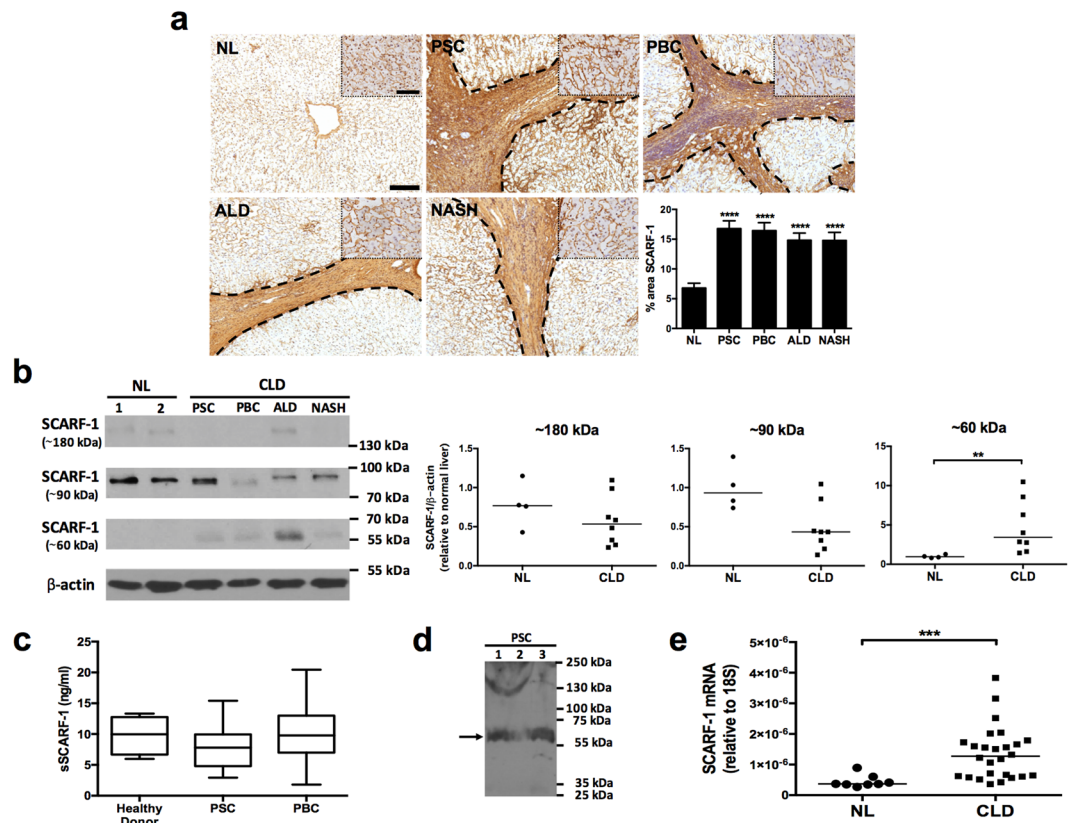 a
NL
PSC
PBC
ALD
NASH
% area SCARF-1
20
15
10
5
0
****
****
****
****
NL PSC PBC ALD NASH
b
NL CLD
1 2 PSC PBC ALD NASH
SCARF-1
(~180 kDa)
130 kDa
SCARF-1
(~90 kDa)
100 kDa
70 kDa
SCARF-1
(~60 kDa)
70 kDa
55 kDa
β-actin
55 kDa
~180 kDa
SCARF-1/β-actin
(relative to normal liver)
1.5
1.0
0.5
0.0
NL CLD
~90 kDa
1.5
1.0
0.5
0.0
NL CLD
~60 kDa
**
15
10
5
0
NL CLD
c
sSCARF-1 (ng/ml)
25
20
15
10
5
0
Healthy
Donor
PSC
PBC
d
PSC
1 2 3
250 kDa
130 kDa
100 kDa
75 kDa
55 kDa
35 kDa
25 kDa
e
SCARF-1 mRNA
(relative to 18S)
***
5×10-6
4×10-6
3×10-6
2×10-6
1×10-6
0
NL CLD